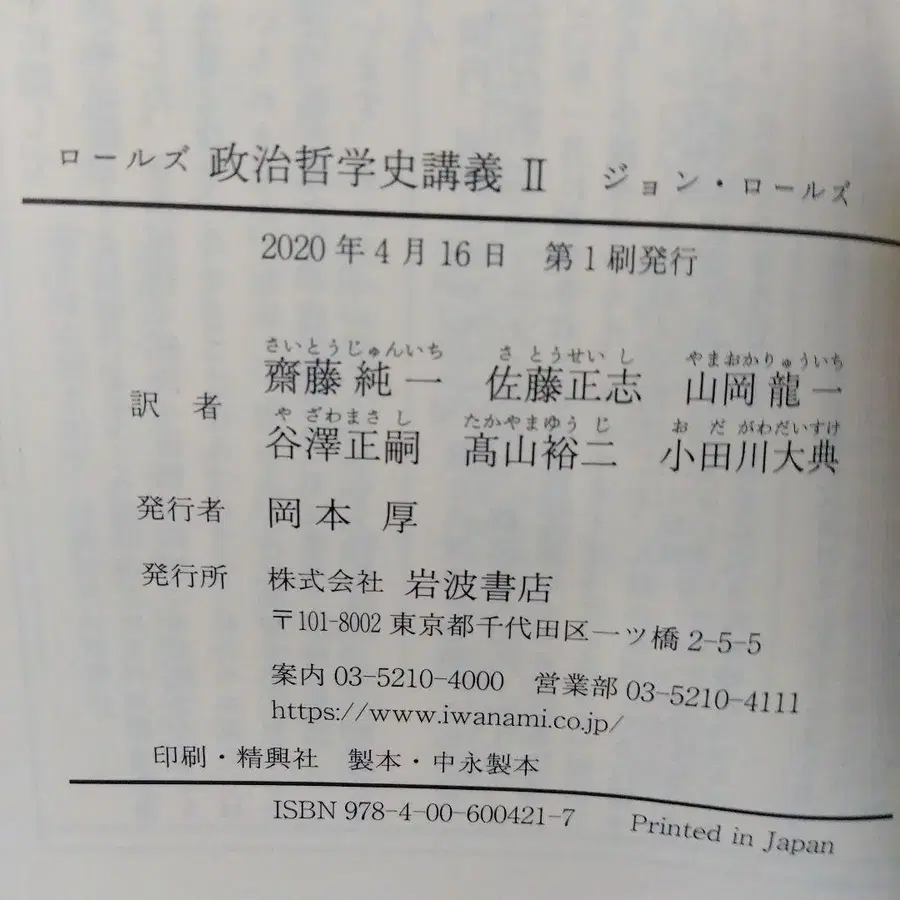 ロールズ 政治哲学史講義 II ジョン・ロールズ
2020年4月16日 第1刷発行
さいとうじゅんいち さとうせいし やまおかりゅういち
訳者 齋藤純一 佐藤正志 山岡龍一
やざわまさし たかやまゆうじ おだがわだいすけ
谷澤正嗣 髙山裕二 小田川大典
発行者 岡本 厚
発行所 株式会社 岩波書店
〒101-8002 東京都千代田区一ツ橋 2-5-5
案内 03-5210-4000 営業部 03-5210-4111
https://www.iwanami.co.jp/
印刷・精興社 製本・中永製本
ISBN 978-4-00-600421-7 Printed in Japan